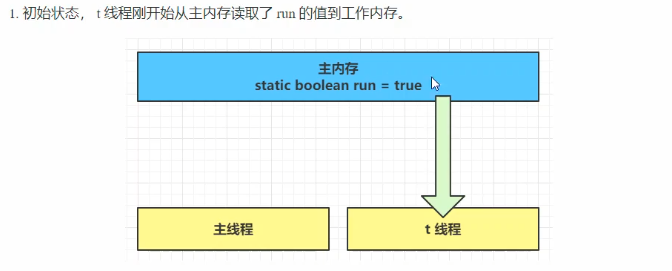 1. 初始状态， t 线程刚开始从主内存读取了 run 的值到工作内存。
主内存
static boolean run = true
主线程
t 线程